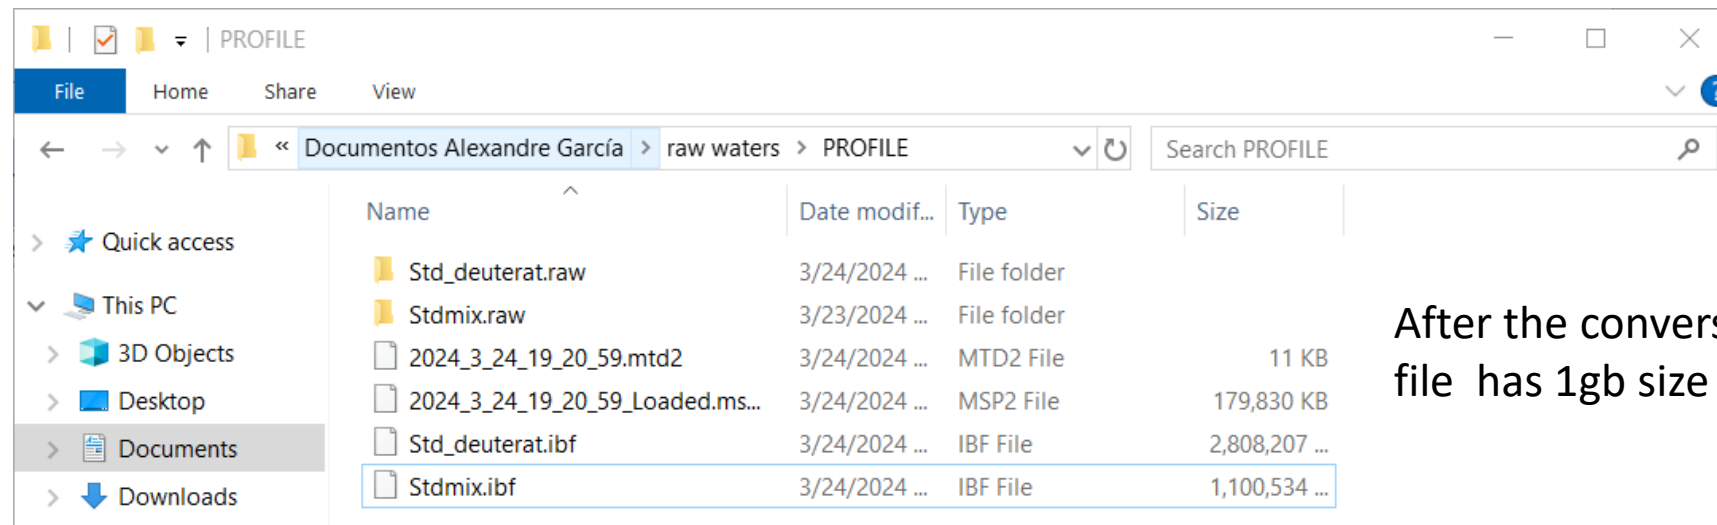 PROFILE
File Home Share View
« Documentos Alexandre García > raw waters > PROFILE Search PROFILE
Name Date modif... Type Size
Quick access
Std_deuterat.raw 3/24/2024 ... File folder
This PC
Stdmix.raw 3/23/2024 ... File folder
3D Objects
2024_3_24_19_20_59.mtd2 3/24/2024 ... MTD2 File 11 KB
Desktop
2024_3_24_19_20_59_Loaded.ms... 3/24/2024 ... MSP2 File 179,830 KB
Documents
Std_deuterat.ibf 3/24/2024 ... IBF File 2,808,207 ...
Downloads
Stdmix.ibf 3/24/2024 ... IBF File 1,100,534 ...
After the
file has 1gb size